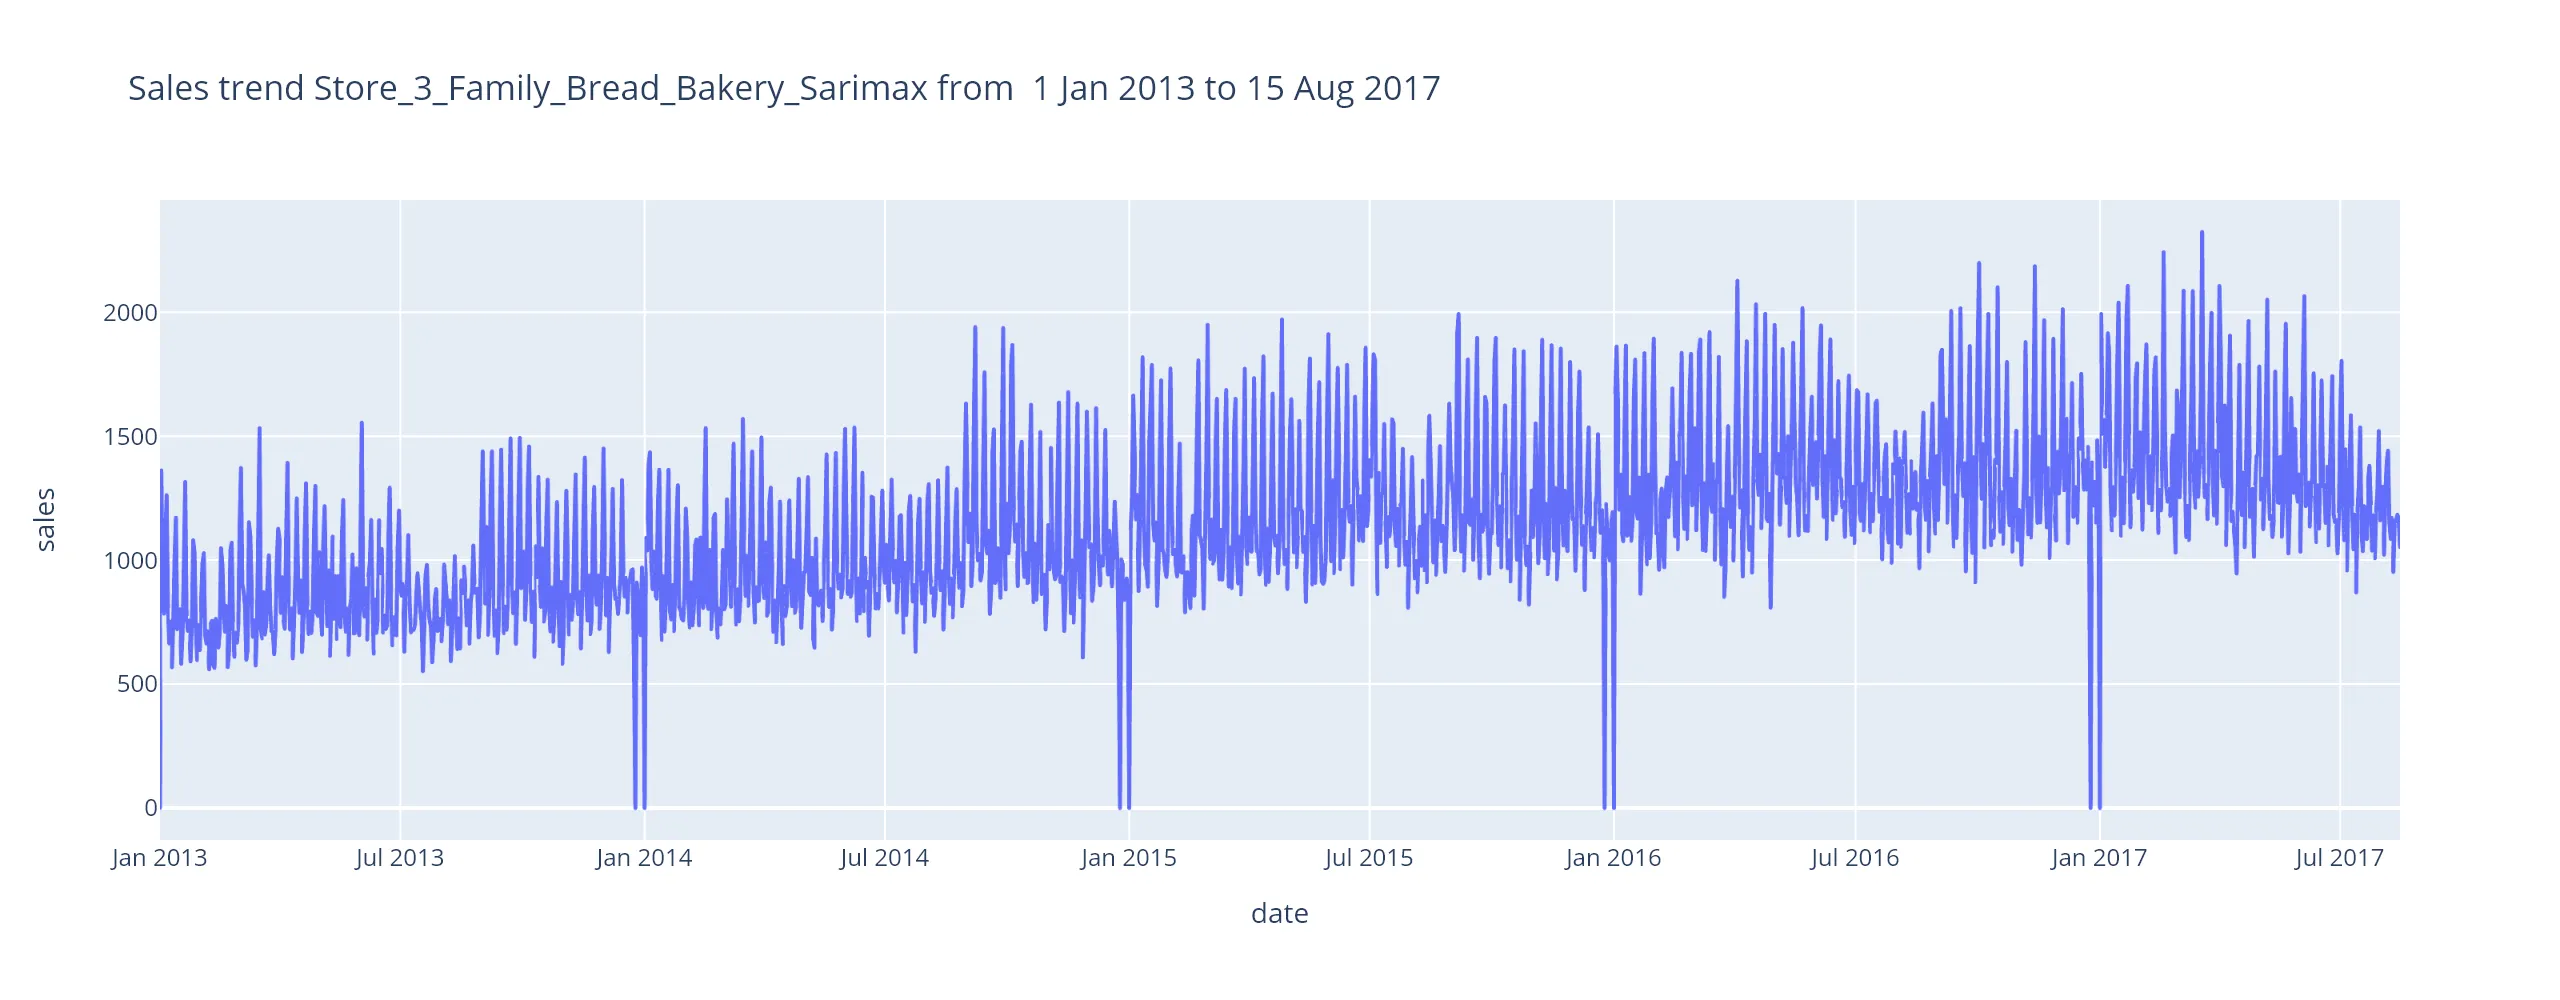 Sales trend Store_3_Family_Bread_Bakery_Sarimax from  1 Jan 2013 to 15 Aug 2017
sales
2000
1500
1000
500
0
Jan 2013 Jul 2013 Jan 2014 Jul 2014 Jan 2015 Jul 2015 Jan 2016 Jul 2016 Jan 2017 Jul 2017
date